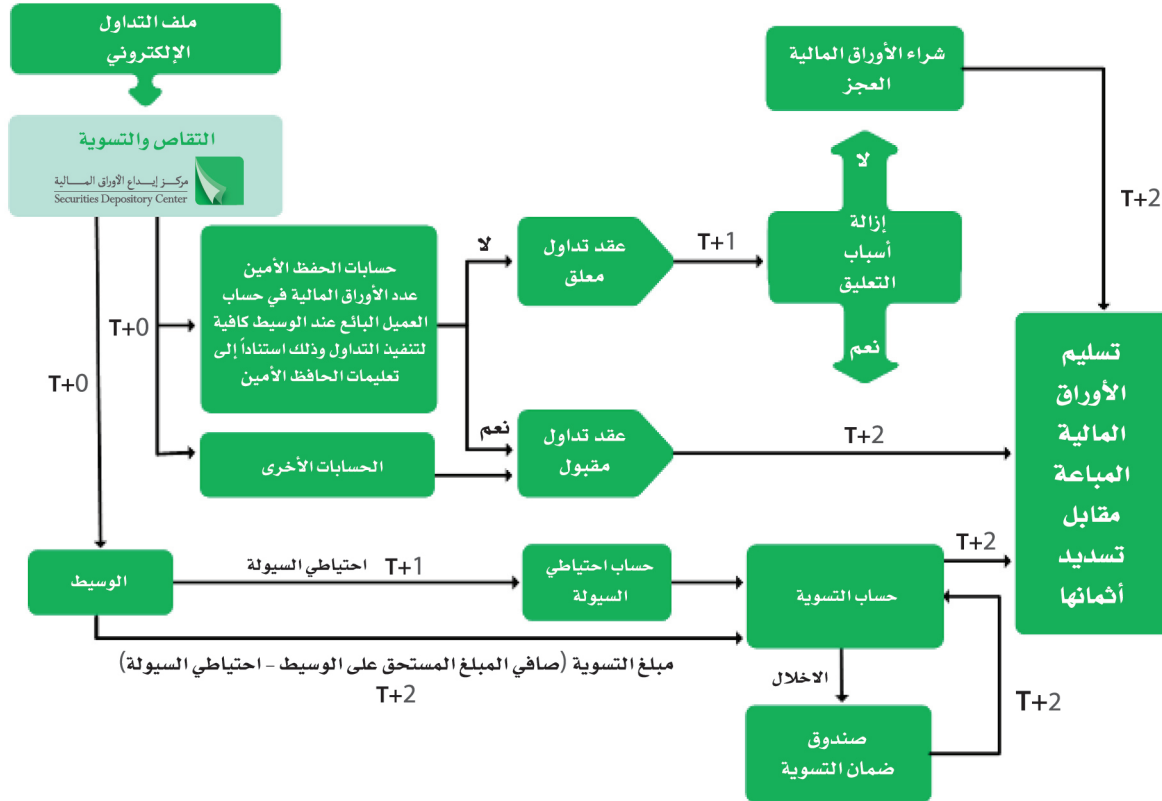 ملف التداول
الإلكتروني
التقاص والتسوية
مركز إيداع الأوراق المالية
Securities Depository Center
شراء الأوراق المالية
العجز
لا
إزالة
أسباب
التعليق
نعم
T+2
T+1
عقد تداول
معلق
لا
حسابات الحفظ الأمين
عدد الأوراق المالية في حساب
العميل البائع عند الوسيط كافية
لتنفيذ التداول وذلك استناداً إلى
تعليمات الحافظ الأمين
T+0
T+0
نعم
عقد تداول
مقبول
الحسابات الأخرى
T+2
تسليم
الأوراق
المالية
المباعة
مقابل
تسديد
أثمانها
الوسيط
احتياطي السيولة T+1
حساب احتياطي
السيولة
حساب التسوية
T+2
مبلغ التسوية (صافي المبلغ المستحق على الوسيط – احتياطي السيولة)
T+2
الاخلال
صندوق
ضمان التسوية
T+2